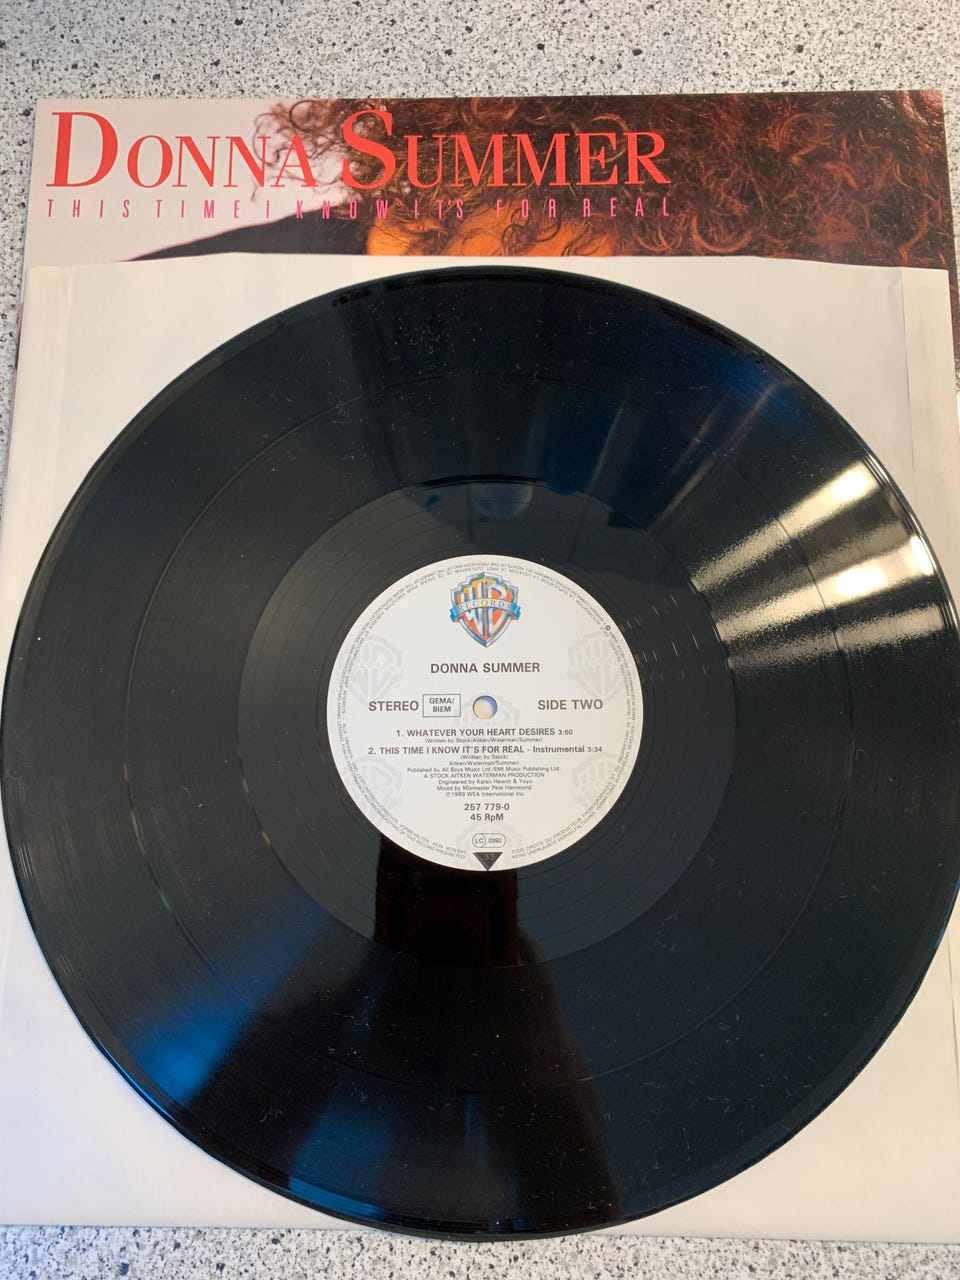 DONNA SUMMER
THIS TIME I KNOW ITS FOR REAL
RECORDS
DONNA SUMMER
STEREO GEMA/ BIEM SIDE TWO
1. WHATEVER YOUR HEART DESIRES 3:50
(Written by Stock/Aitken/Waterman/Summer)
2. THIS TIME I KNOW IT'S FOR REAL - Instrumental 3:34
(Written by Stock/
Aitken/Waterman/Summer)
Published by All Boys Music Ltd./EMI Music Publishing Ltd.
A STOCK AITKEN WATERMAN PRODUCTION
Engineered by Karen Hewitt & Yoyo
Mixed by Mixmaster Pete Hammond
℗1989 WEA International Inc.
257 779-0
45 RpM
LC 0392
33